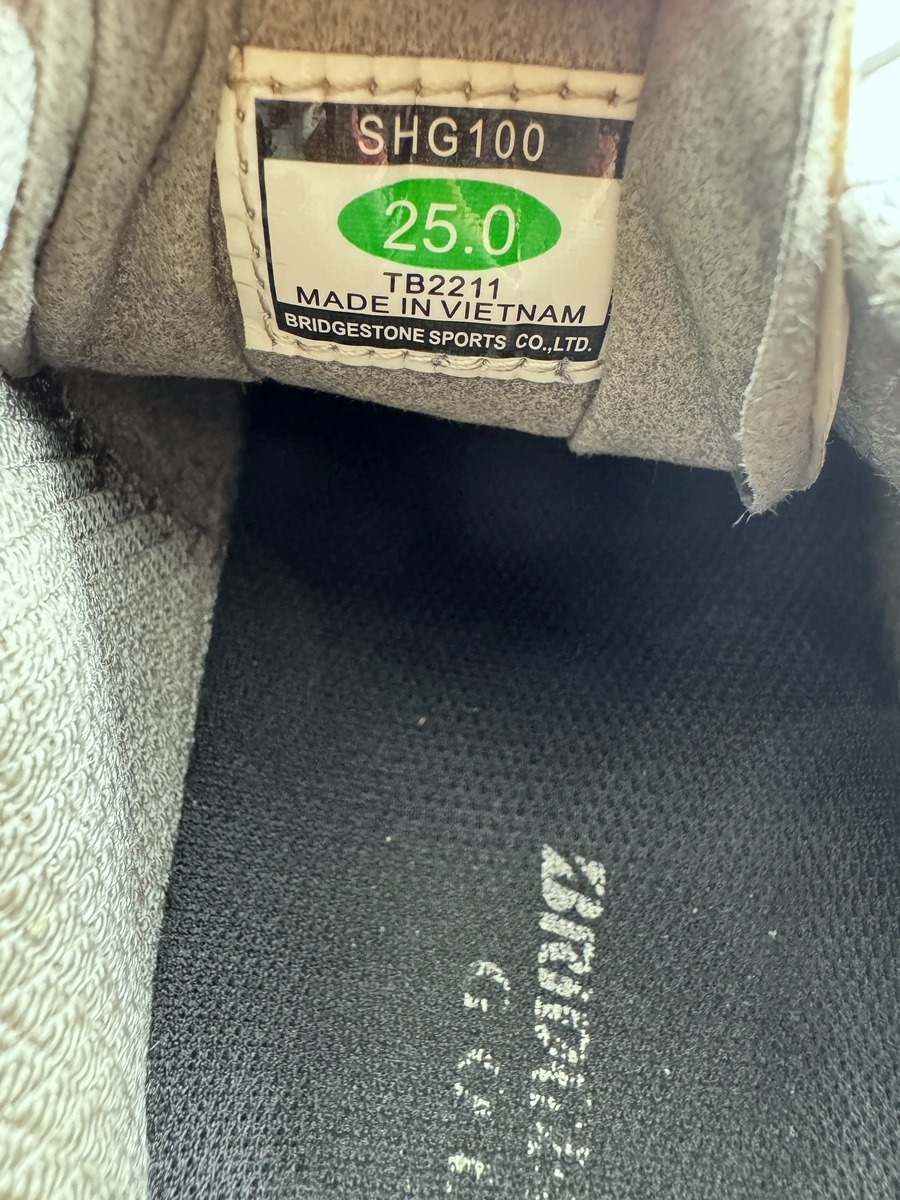 SHG100
25.0
TB2211
MADE IN VIETNAM
BRIDGESTONE SPORTS CO.,LTD.